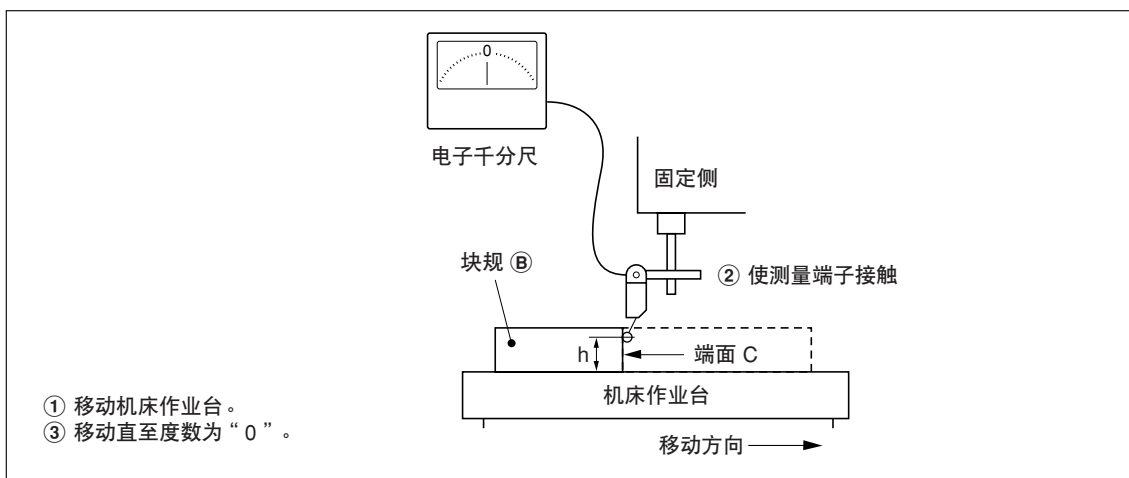 0
电子千分尺
固定侧
块规 Ⓑ
② 使测量端子接触
h
端面 C
机床作业台
① 移动机床作业台。
③ 移动直至度数为“0”。
移动方向